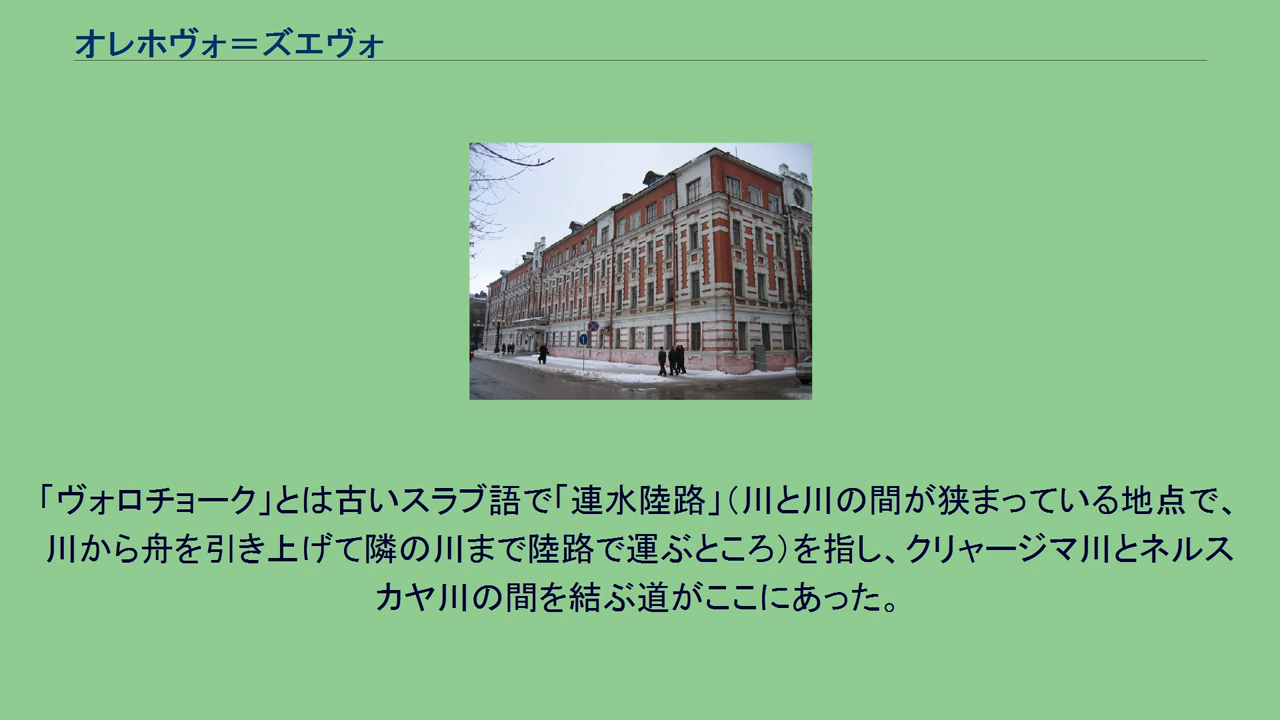 オレホヴォ＝ズエヴォ
「ヴォロチョーク」とは古いスラブ語で「連水陸路」（川と川の間が狭まっている地点で、
川から舟を引き上げて隣の川まで陸路で運ぶところ）を指し、クリャージマ川とネルス
カヤ川の間を結ぶ道がここにあった。